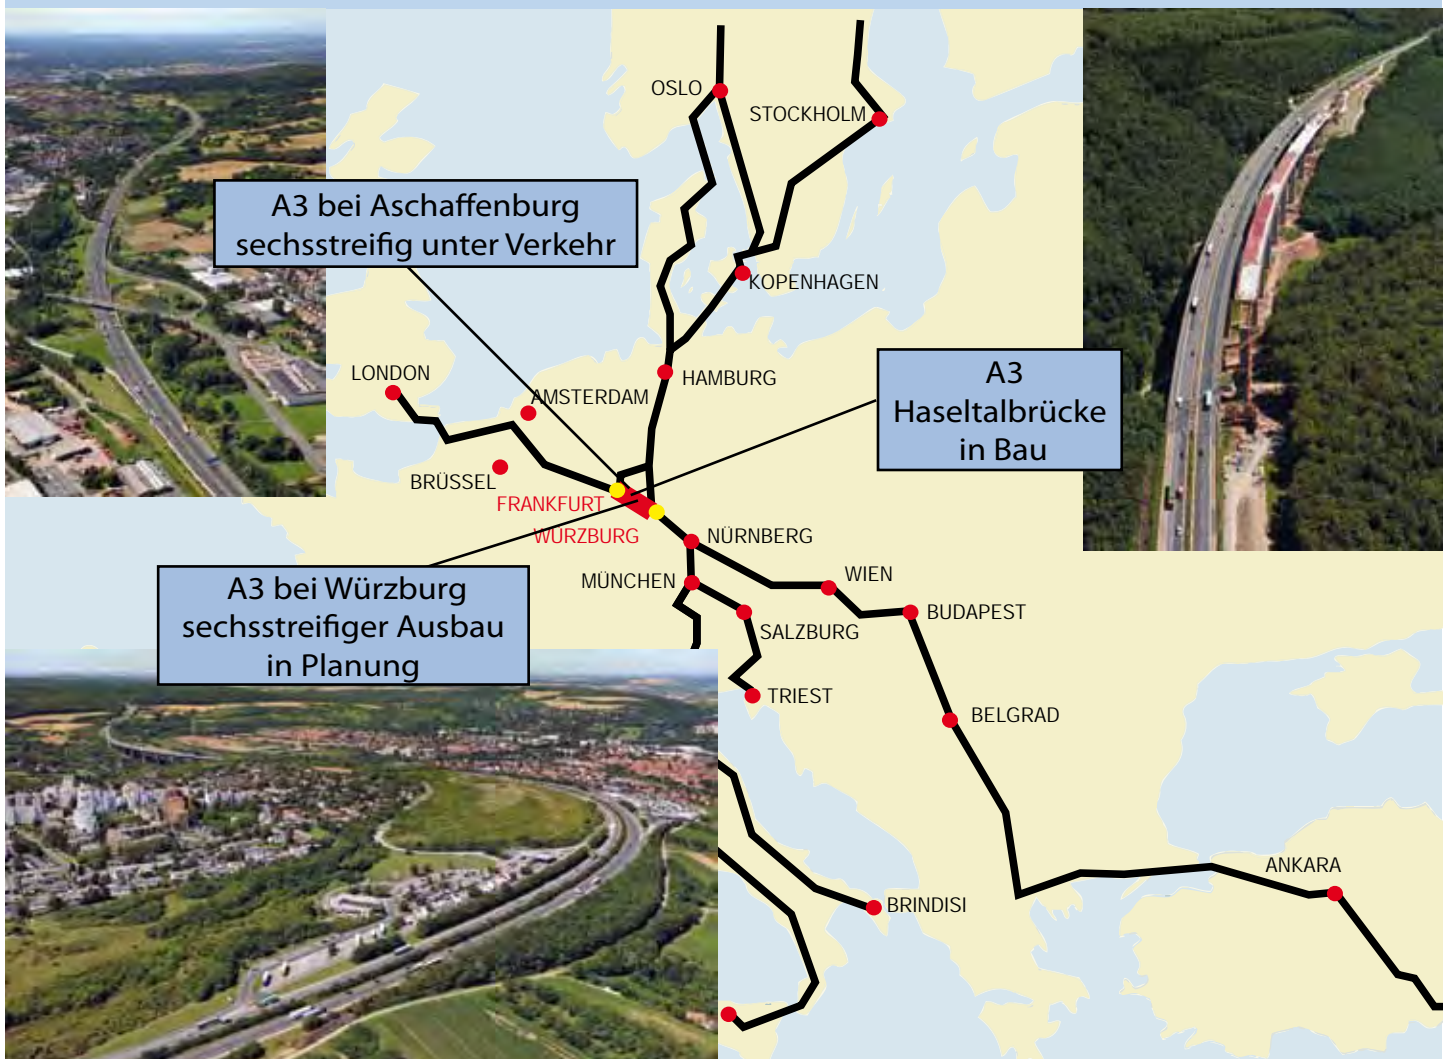 OSLO
STOCKHOLM
A3 bei Aschaffenburg
sechsstreifig unter Verkehr
KOPENHAGEN
LONDON
AMSTERDAM
HAMBURG
A3
Haseltalbrücke
in Bau
BRÜSSEL
FRANKFURT
WÜRZBURG
NÜRNBERG
A3 bei Würzburg
sechsstreifiger Ausbau
in Planung
MÜNCHEN
WIEN
SALZBURG
BUDAPEST
TRIEST
BELGRAD
ANKARA
BRINDISI